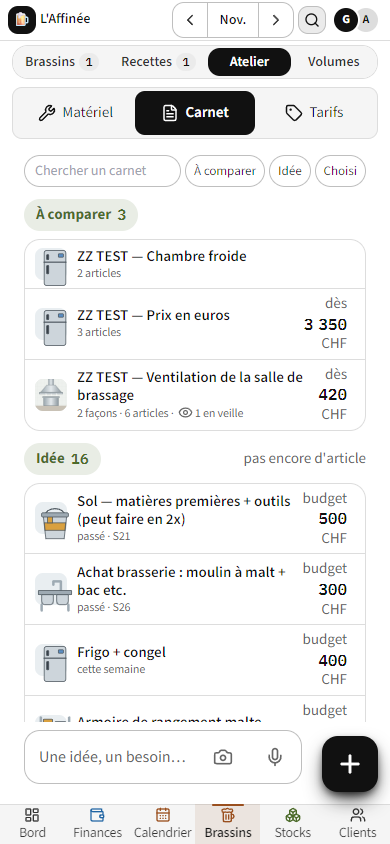 L'Affinée
Nov.
G
A
Brassins 1
Recettes 1
Atelier
Volumes
Matériel
Carnet
Tarifs
Chercher un carnet
À comparer
Idée
Choisi
À comparer 3
ZZ TEST — Chambre froide
2 articles
ZZ TEST — Prix en euros
3 articles
dès
3 350
CHF
ZZ TEST — Ventilation de la salle de
brassage
2 façons · 6 articles · 1 en veille
dès
420
CHF
Idée 16
pas encore d'article
Sol — matières premières + outils
(peut faire en 2x)
passé · S21
budget
500
CHF
Achat brasserie : moulin à malt +
bac etc.
passé · S26
budget
300
CHF
Frigo + congel
cette semaine
budget
400
CHF
Armoire de rangement malte
budget
Une idée, un besoin…
Bord
Finances
Calendrier
Brassins
Stocks
Clients